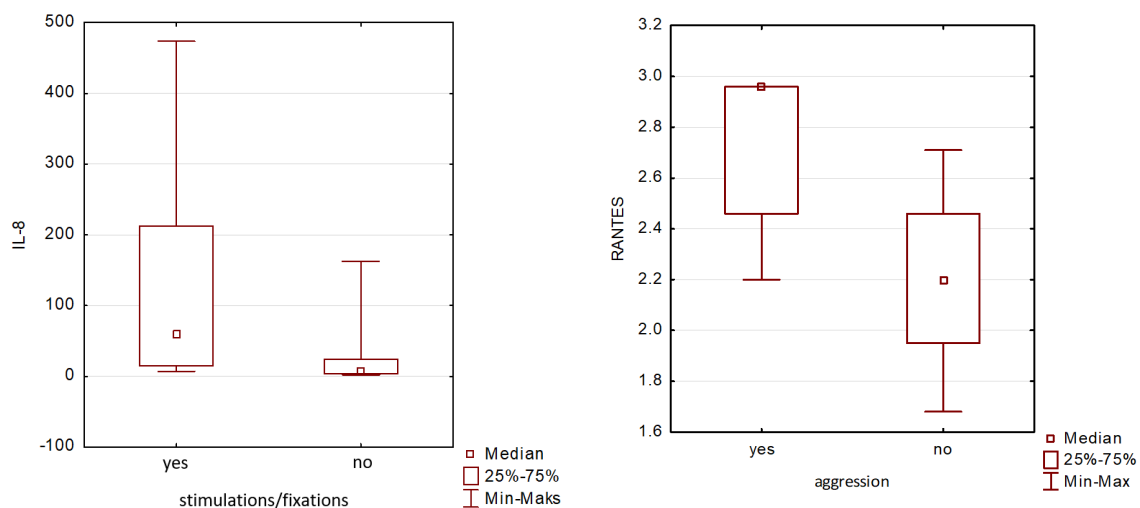 500
400
300
200
100
0
-100
IL-8
yes no
stimulations/fixations
Median
25%-75%
Min-Maks
3.2
3.0
2.8
2.6
2.4
2.2
2.0
1.8
1.6
RANTES
yes no
aggression
Median
25%-75%
Min-Max